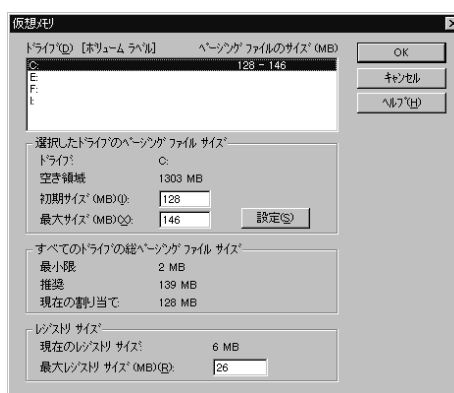 仮想ﾒﾓﾘ
ﾄﾞﾗｲﾌﾞ(D) [ﾎﾞﾘｭｰﾑ ﾗﾍﾞﾙ] ﾍﾟｰｼﾞﾝｸﾞ ﾌｧｲﾙのｻｲｽﾞ(MB)
C: 128 - 146
E:
F:
I:
OK
ｷｬﾝｾﾙ
ﾍﾙﾌﾟ(H)
選択したﾄﾞﾗｲﾌﾞのﾍﾟｰｼﾞﾝｸﾞ ﾌｧｲﾙ ｻｲｽﾞ
ﾄﾞﾗｲﾌﾞ: C:
空き領域 1303 MB
初期ｻｲｽﾞ(MB)(I): 128
最大ｻｲｽﾞ(MB)(X): 146 設定(S)
すべてのﾄﾞﾗｲﾌﾞの総ﾍﾟｰｼﾞﾝｸﾞ ﾌｧｲﾙ ｻｲｽﾞ
最小限 2 MB
推奨 139 MB
現在の割り当て: 128 MB
ﾚｼﾞｽﾄﾘ ｻｲｽﾞ
現在のﾚｼﾞｽﾄﾘ ｻｲｽﾞ: 6 MB
最大ﾚｼﾞｽﾄﾘ ｻｲｽﾞ(MB)(R): 26